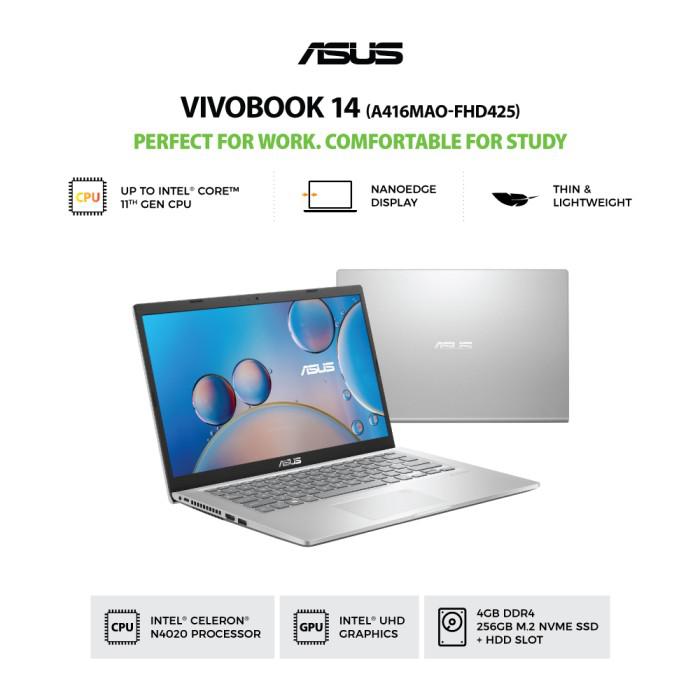 ASUS
VIVOBOOK 14 (A416MAO-FHD425)
PERFECT FOR WORK. COMFORTABLE FOR STUDY
CPU
UP TO INTEL® CORE™
11TH GEN CPU
NANOEDGE
DISPLAY
THIN &
LIGHTWEIGHT
ASUS
ASUS
ASUS
CPU
INTEL® CELERON®
N4020 PROCESSOR
GPU
INTEL® UHD
GRAPHICS
4GB DDR4
256GB M.2 NVME SSD
+ HDD SLOT